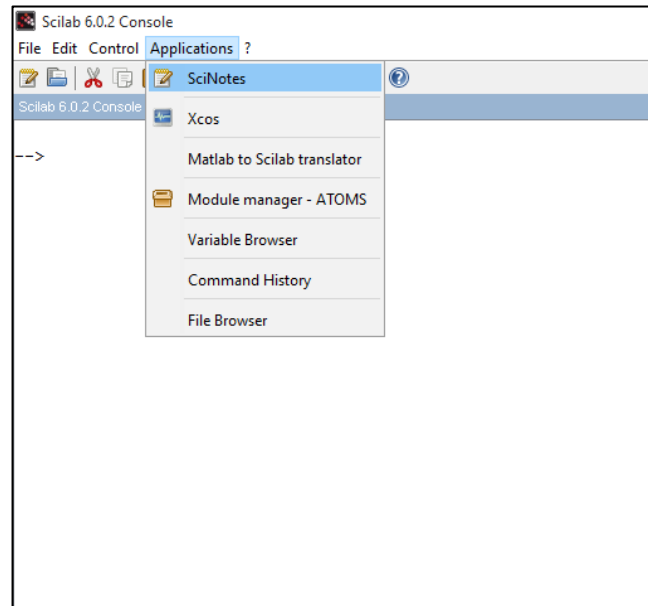 Scilab 6.0.2 Console
File Edit Control Applications ?
SciNotes
Scilab 6.0.2 Console
Xcos
-->
Matlab to Scilab translator
Module manager - ATOMS
Variable Browser
Command History
File Browser